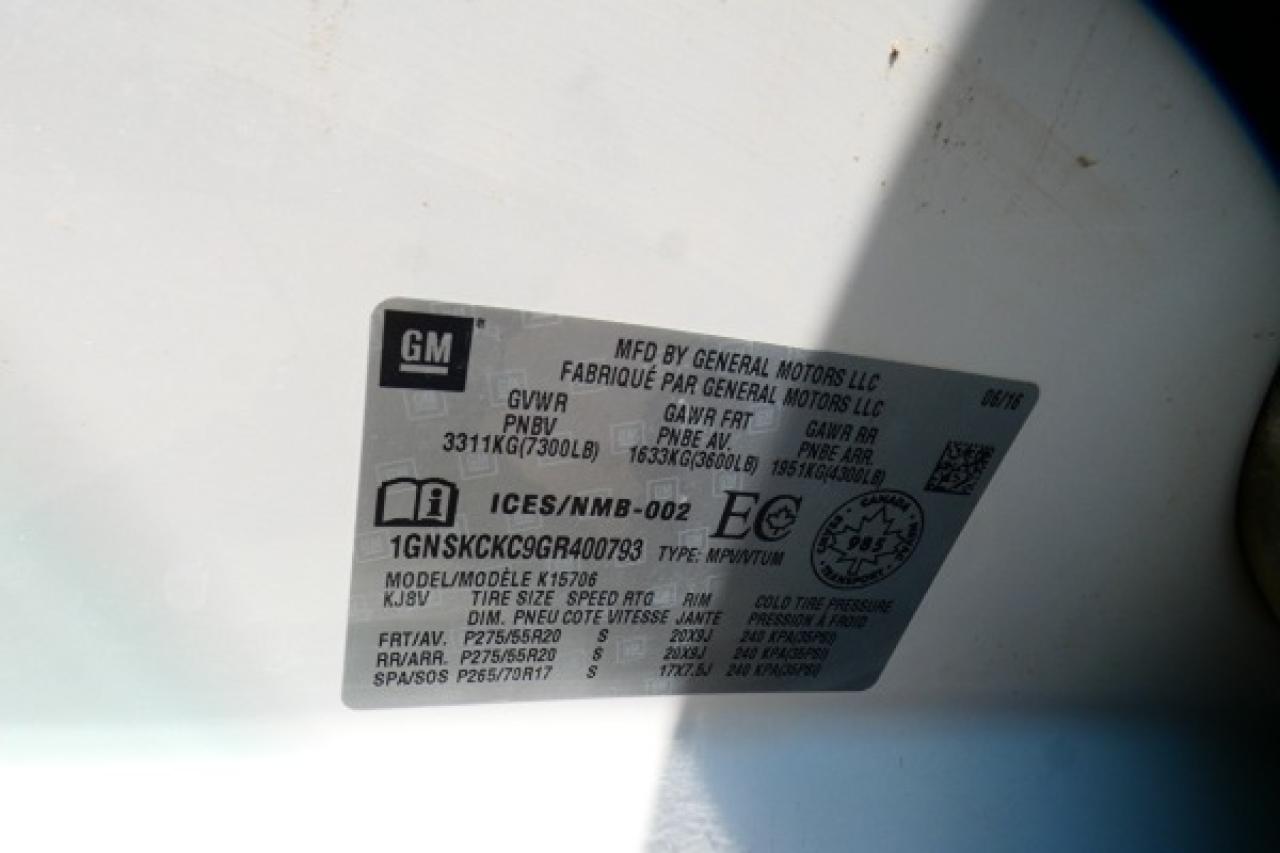 GM
MFD BY GENERAL MOTORS LLC
FABRIQUÉ PAR GENERAL MOTORS LLC
06/16
GVWR GAWR FRT GAWR RR
PNBV PNBE AV. PNBE ARR.
3311KG(7300LB) 1633KG(3600LB) 1951KG(4300LB)
ICES/NMB-002 EC
CANADA
985
TRANSPORT
1GNSKCKC9GR400793 TYPE: MPV/VTUM
MODEL/MODÈLE K15706
KJ8V TIRE SIZE SPEED RTG RIM COLD TIRE PRESSURE
DIM. PNEU COTE VITESSE JANTE PRESSION À FROID
FRT/AV. P275/55R20 S 20X9J 240 KPA(35PSI)
RR/ARR. P275/55R20 S 20X9J 240 KPA(35PSI)
SPA/SOS P265/70R17 S 17X7.5J 240 KPA(35PSI)